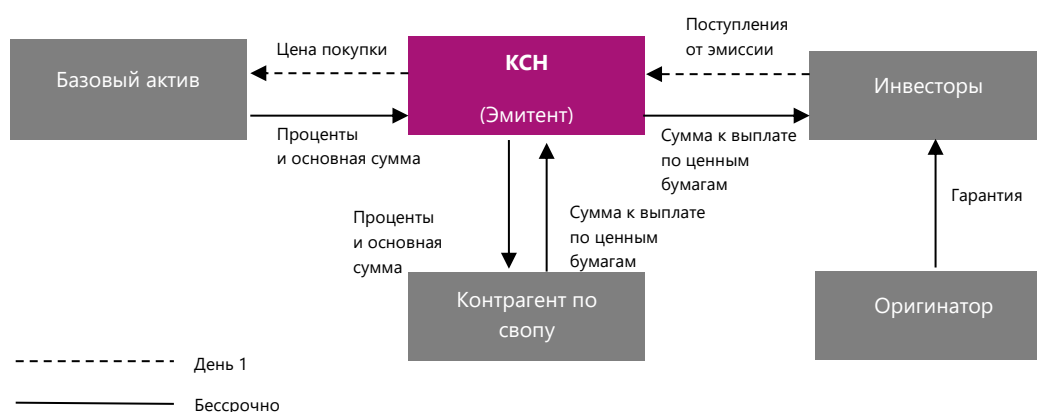 Поступления
от эмиссии
Цена покупки
КСН
(Эмитент)
Базовый актив
Инвесторы
Проценты
и основная сумма
Сумма к выплате
по ценным
бумагам
Гарантия
Проценты
и основная
сумма
Сумма к выплате
по ценным
бумагам
Контрагент по
свопу
Оригинатор
День 1
Бессрочно